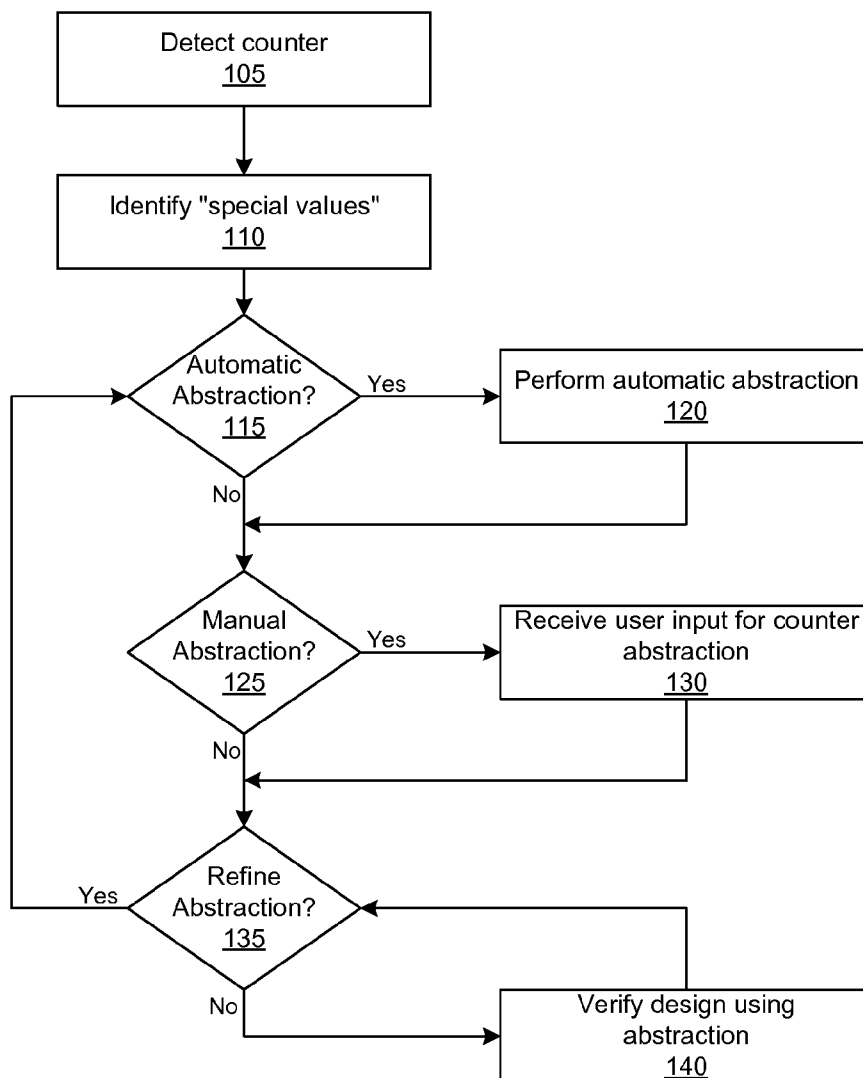 Detect counter
105
Identify "special values"
110
Automatic
Abstraction?
115
Yes
Perform automatic abstraction
120
No
Manual
Abstraction?
125
Yes
Receive user input for counter
abstraction
130
No
Refine
Abstraction?
135
Yes
No
Verify design using
abstraction
140